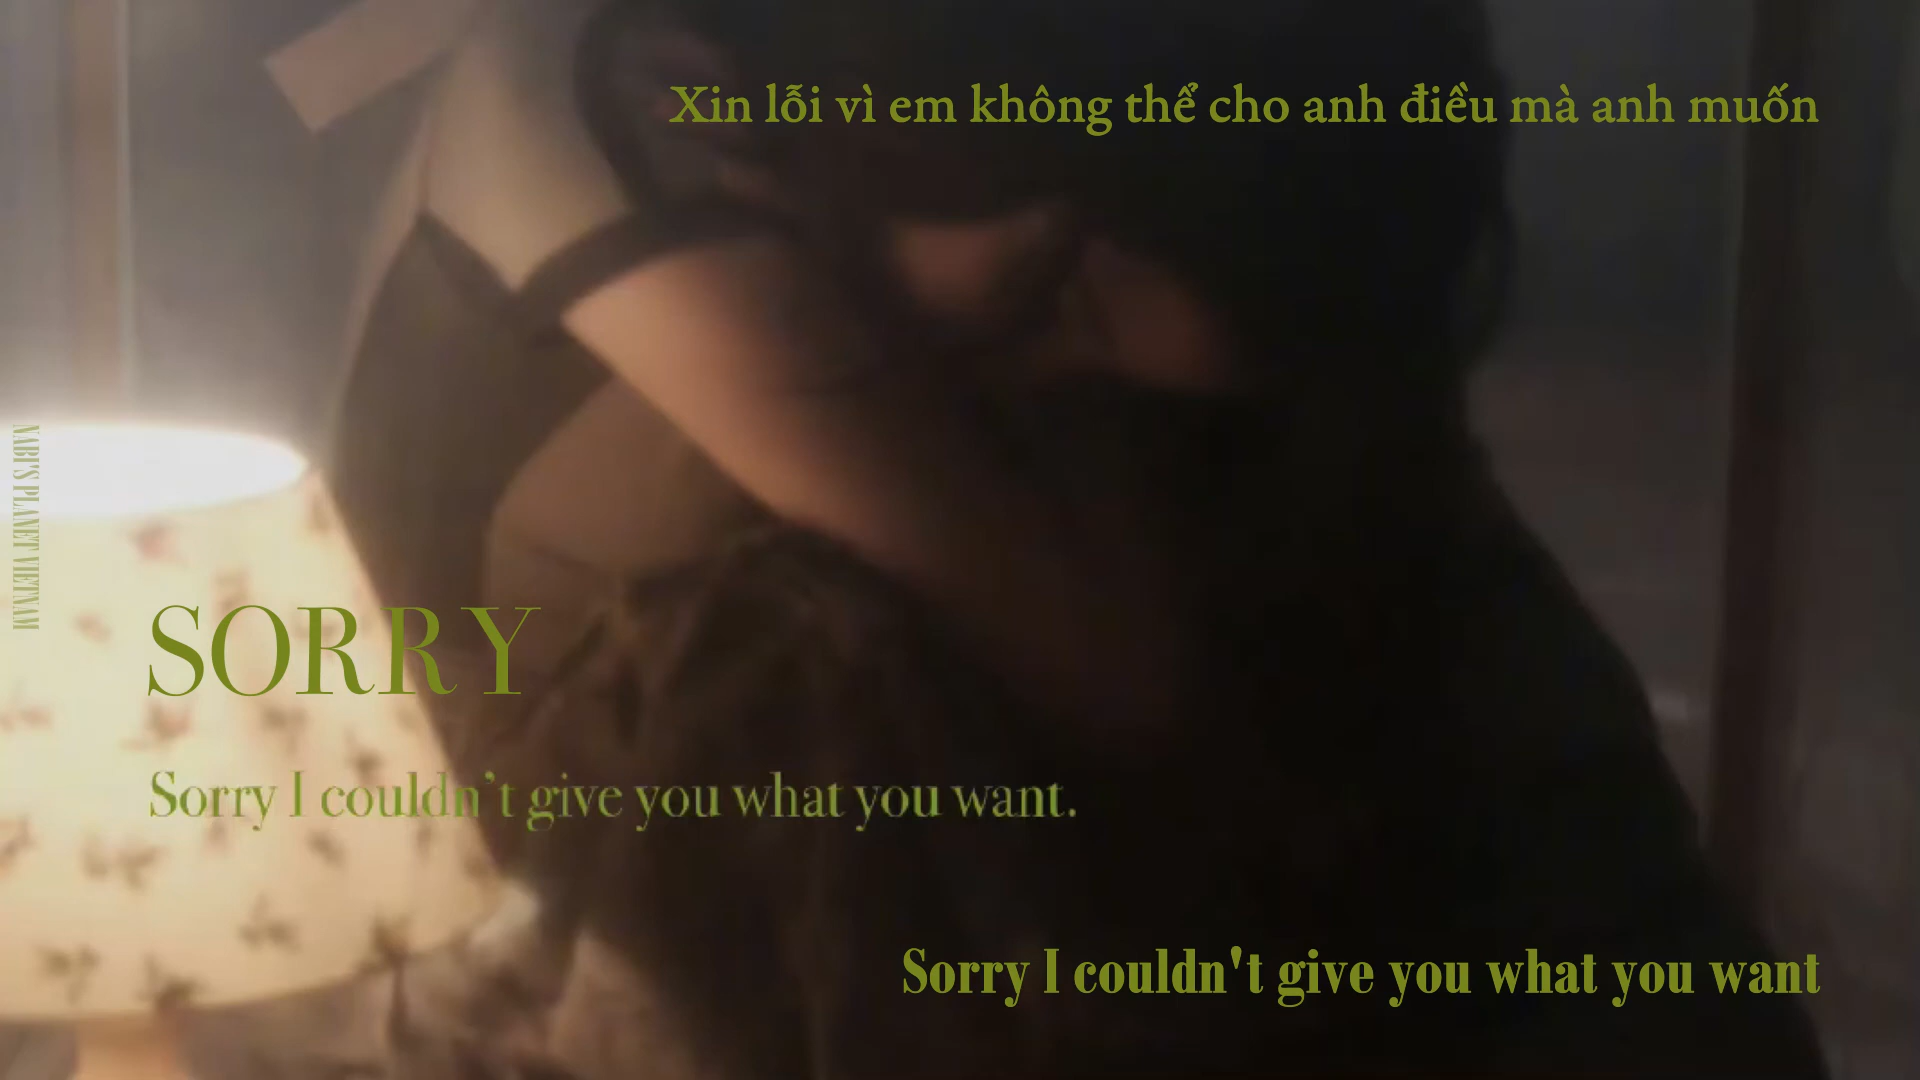 Xin lỗi vì em không thể cho anh điều mà anh muốn
NABI'S PLANET VIETNAM
SORRY
Sorry I couldn’t give you what you want.
Sorry I couldn't give you what you want